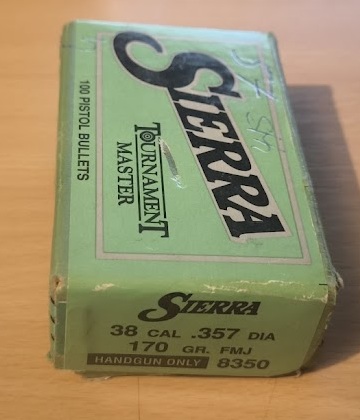 SIERRA
TOURNAMENT
MASTER
100 PISTOL BULLETS
SIERRA
38 CAL .357 DIA
170 GR. FMJ
HANDGUN ONLY 8350